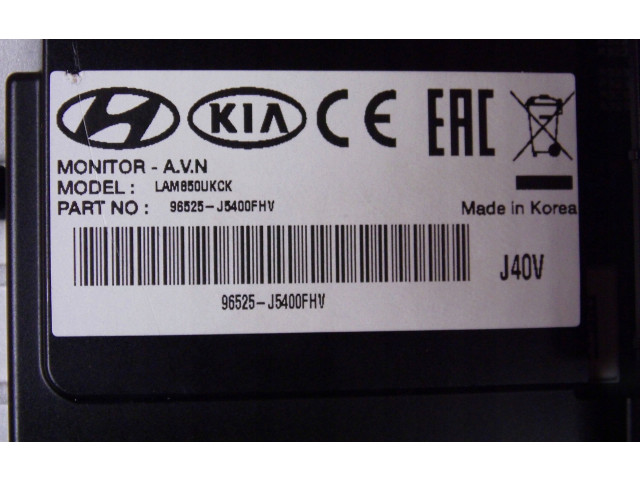 KIA CE EAC
MONITOR - A.V.N
MODEL : LAM850UKCK
PART NO : 96525-J5400FHV
Made in Korea
96525-J5400FHV
J40V